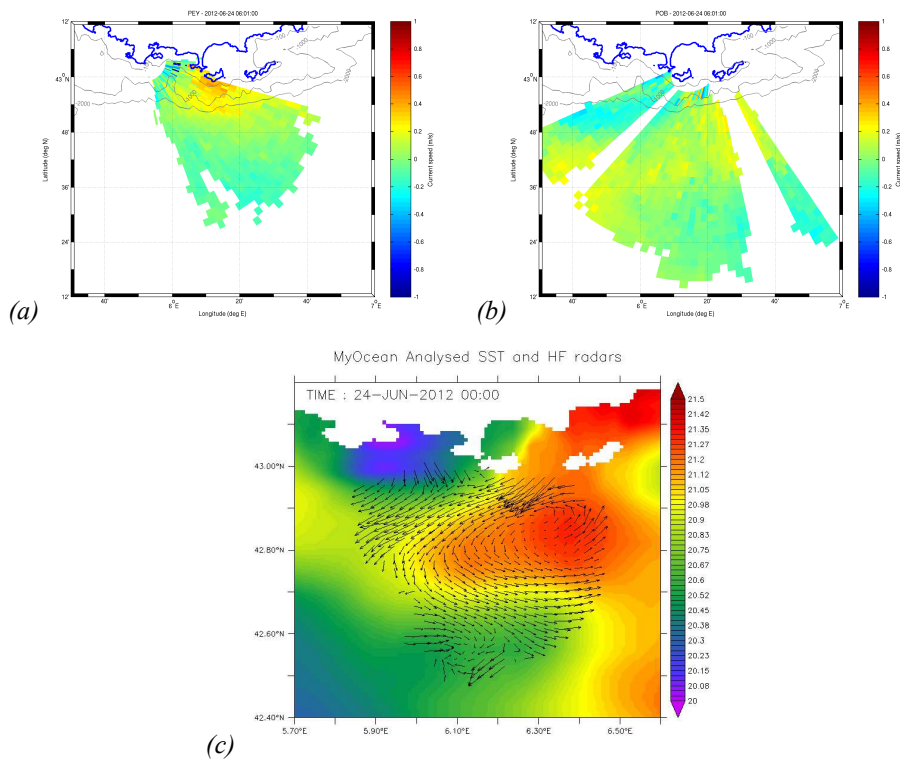 PEY - 2012-06-24 06:01:00
12'
6°N
43 N
48'
36'
24'
12'
Latitude (deg N)
40'
6°E
20'
40'
7°E
Longitude (deg E)
-100
-1000
-2000
1
0.8
0.6
0.4
0.2
0
-0.2
-0.4
-0.6
-0.8
-1
Current speed (m/s)
(a)
POB - 2012-06-24 06:01:00
12'
43 N
48'
36'
24'
12'
Latitude (deg N)
40'
6°E
20'
40'
7°E
Longitude (deg E)
-100
-1000
-2000
1
0.8
0.6
0.4
0.2
0
-0.2
-0.4
-0.6
-0.8
-1
Current speed (m/s)
(b)
MyOcean Analysed SST and HF radars
TIME : 24-JUN-2012 00:00
43.00°N
42.80°N
42.60°N
42.40°N
5.70°E
5.90°E
6.10°E
6.30°E
6.50°E
21.5
21.42
21.35
21.27
21.2
21.12
21.05
20.98
20.9
20.83
20.75
20.67
20.6
20.52
20.45
20.38
20.3
20.23
20.15
20.08
20
(c)